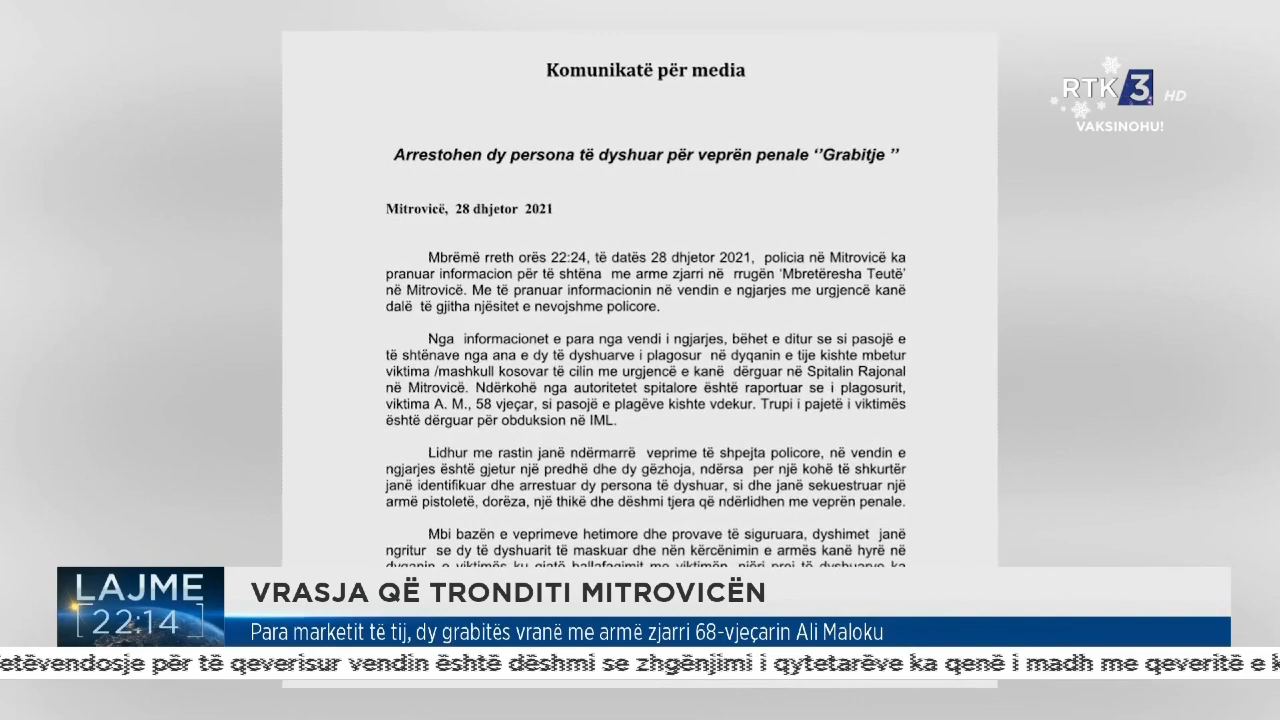 Komunikatë për media
RTK 3 HD
VAKSINOHU!
Arrestohen dy persona të dyshuar për veprën penale ‘’Grabitje ’’
Mitrovicë, 28 dhjetor 2021
Mbrëmë rreth orës 22:24, të datës 28 dhjetor 2021, policia në Mitrovicë ka
pranuar informacion për të shtëna me arme zjarri në rrugën ‘Mbretëresha Teutë’
në Mitrovicë. Me të pranuar informacionin në vendin e ngjarjes me urgjencë kanë
dalë të gjitha njësitet e nevojshme policore.
Nga informacionet e para nga vendi i ngjarjes, bëhet e ditur se si pasojë e
të shtënave nga ana e dy të dyshuarve i plagosur në dyqanin e tije kishte mbetur
viktima /mashkull kosovar të cilin me urgjencë e kanë dërguar në Spitalin Rajonal
në Mitrovicë. Ndërkohë nga autoritetet spitalore është raportuar se i plagosurit,
viktima A. M., 58 vjeçar, si pasojë e plagëve kishte vdekur. Trupi i pajetë i viktimës
është dërguar për obduksion në IML.
Lidhur me rastin janë ndërmarrë veprime të shpejta policore, në vendin e
ngjarjes është gjetur një predhë dhe dy gëzhoja, ndërsa per një kohë të shkurtër
janë identifikuar dhe arrestuar dy persona të dyshuar, si dhe janë sekuestruar një
armë pistoletë, dorëza, një thikë dhe dëshmi tjera që ndërlidhen me veprën penale.
Mbi bazën e veprimeve hetimore dhe provave të siguruara, dyshimet janë
ngritur se dy të dyshuarit të maskuar dhe nën kërcënimin e armës kanë hyrë në
dyqanin e viktimës ku gjatë ballafaqimit me viktimën, njëri prej të dyshuarve ka
LAJME
22:14
VRASJA QË TRONDITI MITROVICËN
Para marketit të tij, dy grabitës vranë me armë zjarri 68-vjeçarin Ali Maloku
etëvendosje për të qeverisur vendin është dëshmi se zhgënjimi i qytetarëve ka qenë i madh me qeveritë e